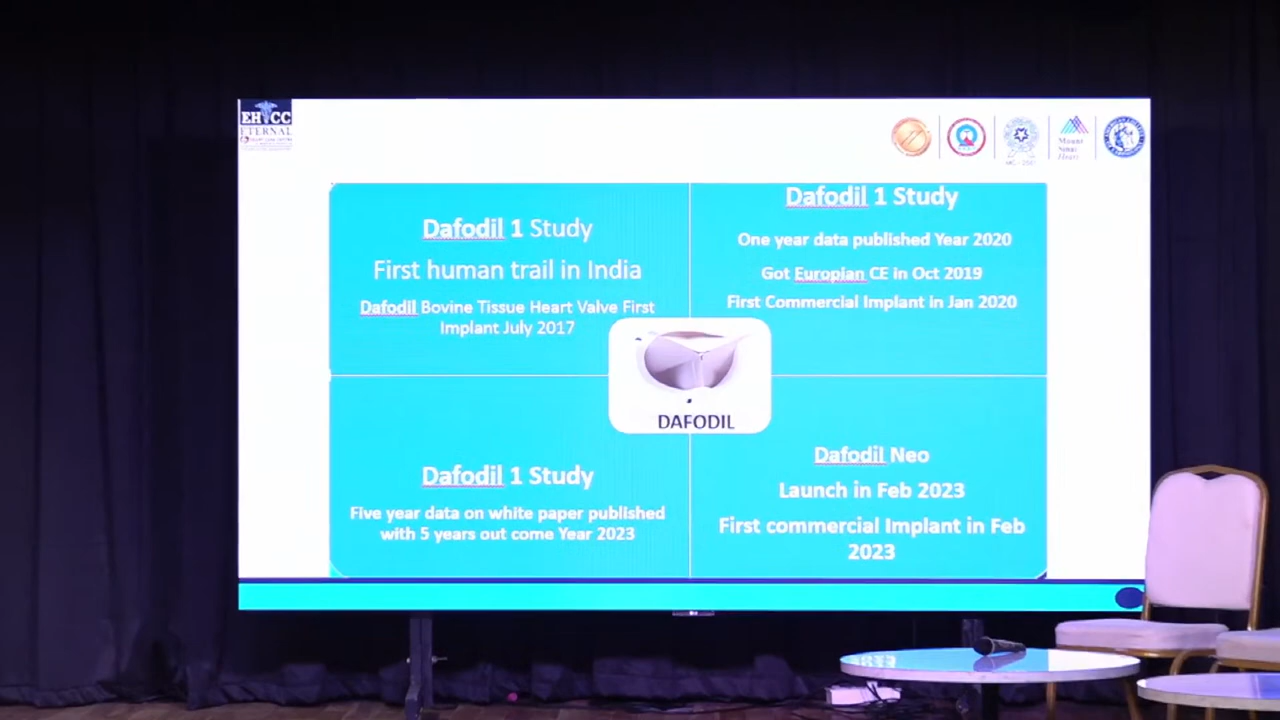 EHCC
ETERNAL
Mount
Sinai
Heart
Dafodil 1 Study
First human trail in India
Dafodil Bovine Tissue Heart Valve First
Implant July 2017
Dafodil 1 Study
One year data published Year 2020
Got Europian CE in Oct 2019
First Commercial Implant in Jan 2020
DAFODIL
Dafodil 1 Study
Five year data on white paper published
with 5 years out come Year 2023
Dafodil Neo
Launch in Feb 2023
First commercial Implant in Feb
2023